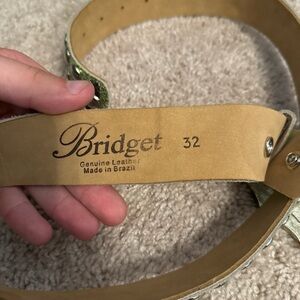 Bridget 32
Genuine Leather
Made in Brazil